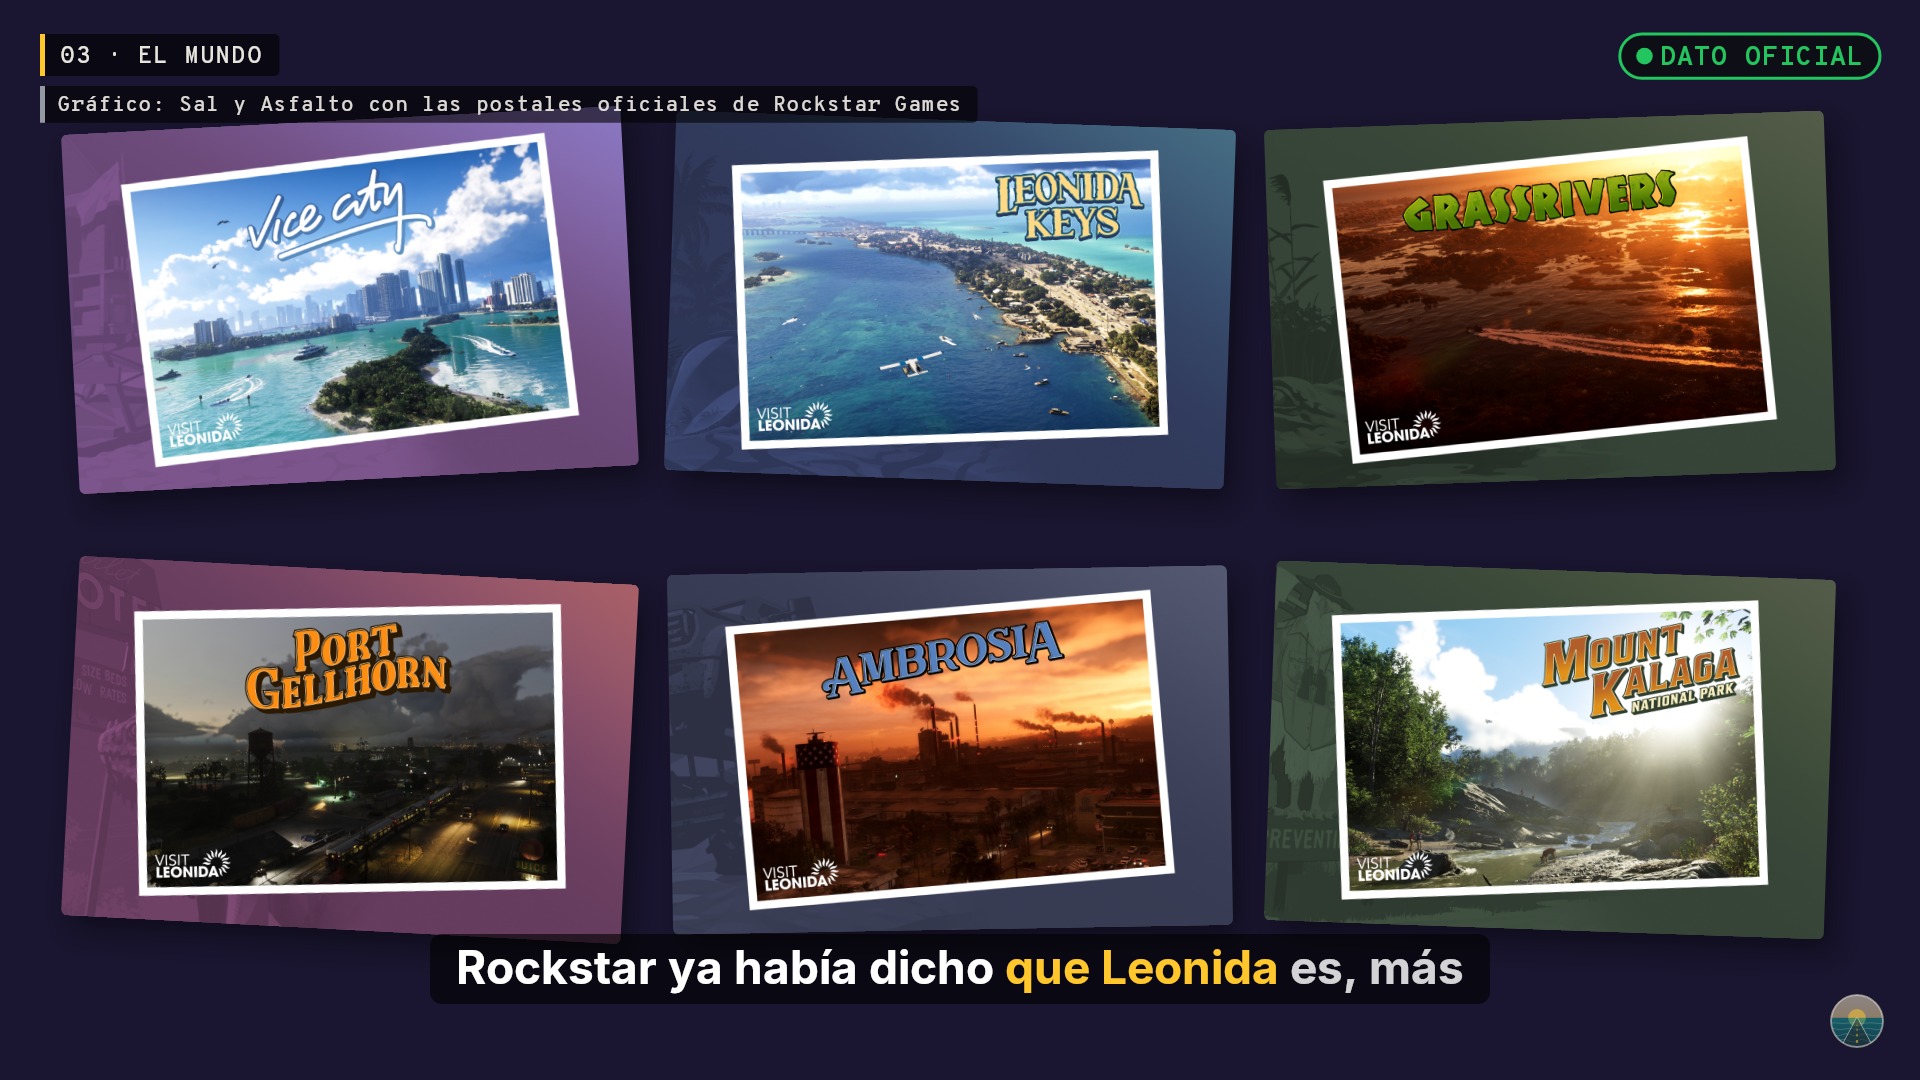 03 · EL MUNDO
DATO OFICIAL
Gráfico: Sal y Asfalto con las postales oficiales de Rockstar Games
vice city
VISIT
LEONIDA
LEONIDA
KEYS
VISIT
LEONIDA
GRASSRIVERS
VISIT
LEONIDA
PORT
GELLHORN
VISIT
LEONIDA
AMBROSIA
VISIT
LEONIDA
MOUNT
KALAGA
NATIONAL PARK
VISIT
LEONIDA
Rockstar ya había dicho que Leonida es, más